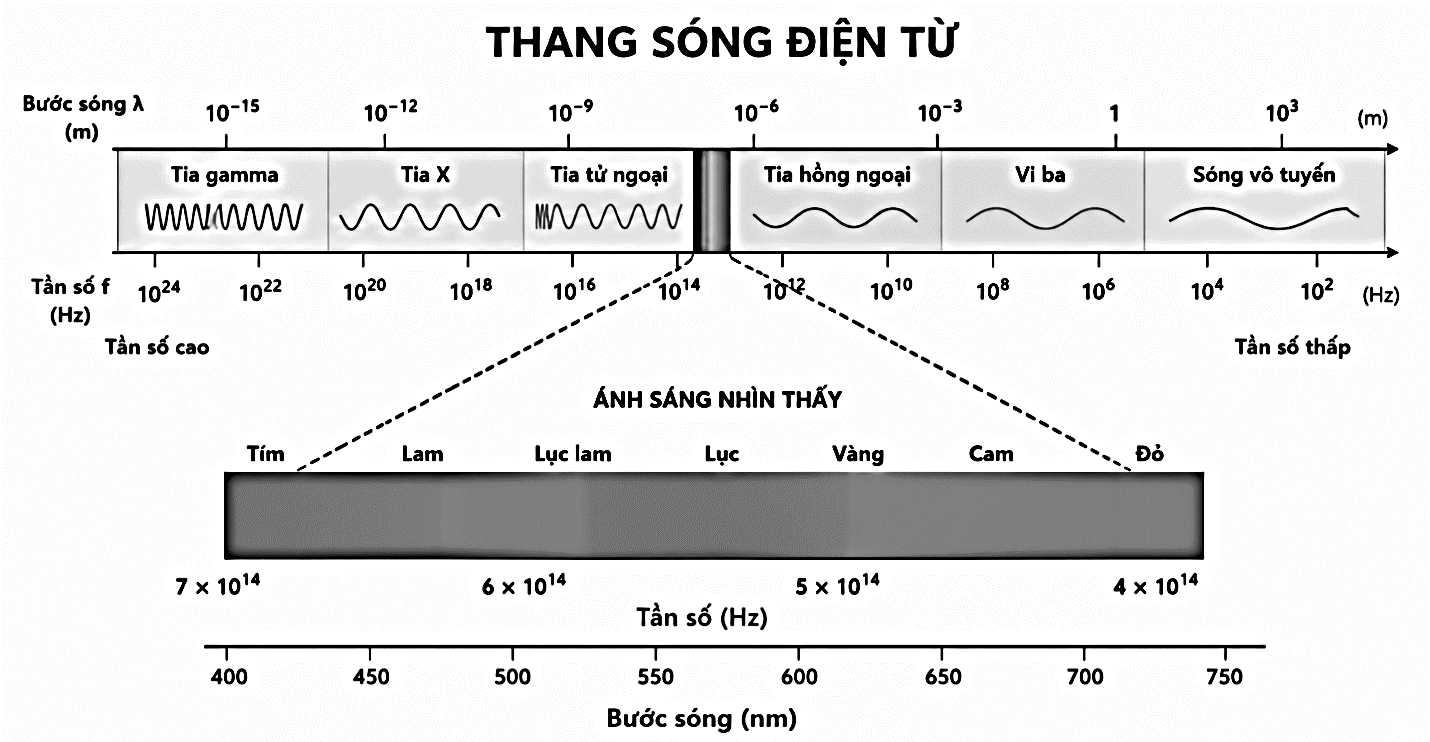 THANG SÓNG ĐIỆN TỪ
Bước sóng λ (m) 10⁻¹⁵ 10⁻¹² 10⁻⁹ 10⁻⁶ 10⁻³ 1 10³ (m)
Tia gamma Tia X Tia tử ngoại Tia hồng ngoại Vi ba Sóng vô tuyến
Tần số f (Hz) 10²⁴ 10²² 10²⁰ 10¹⁸ 10¹⁶ 10¹⁴ 10¹² 10¹⁰ 10⁸ 10⁶ 10⁴ 10² (Hz)
Tần số cao Tần số thấp
ÁNH SÁNG NHÌN THẤY
Tím Lam Lục lam Lục Vàng Cam Đỏ
7 × 10¹⁴ 6 × 10¹⁴ 5 × 10¹⁴ 4 × 10¹⁴
Tần số (Hz)
400 450 500 550 600 650 700 750
Bước sóng (nm)